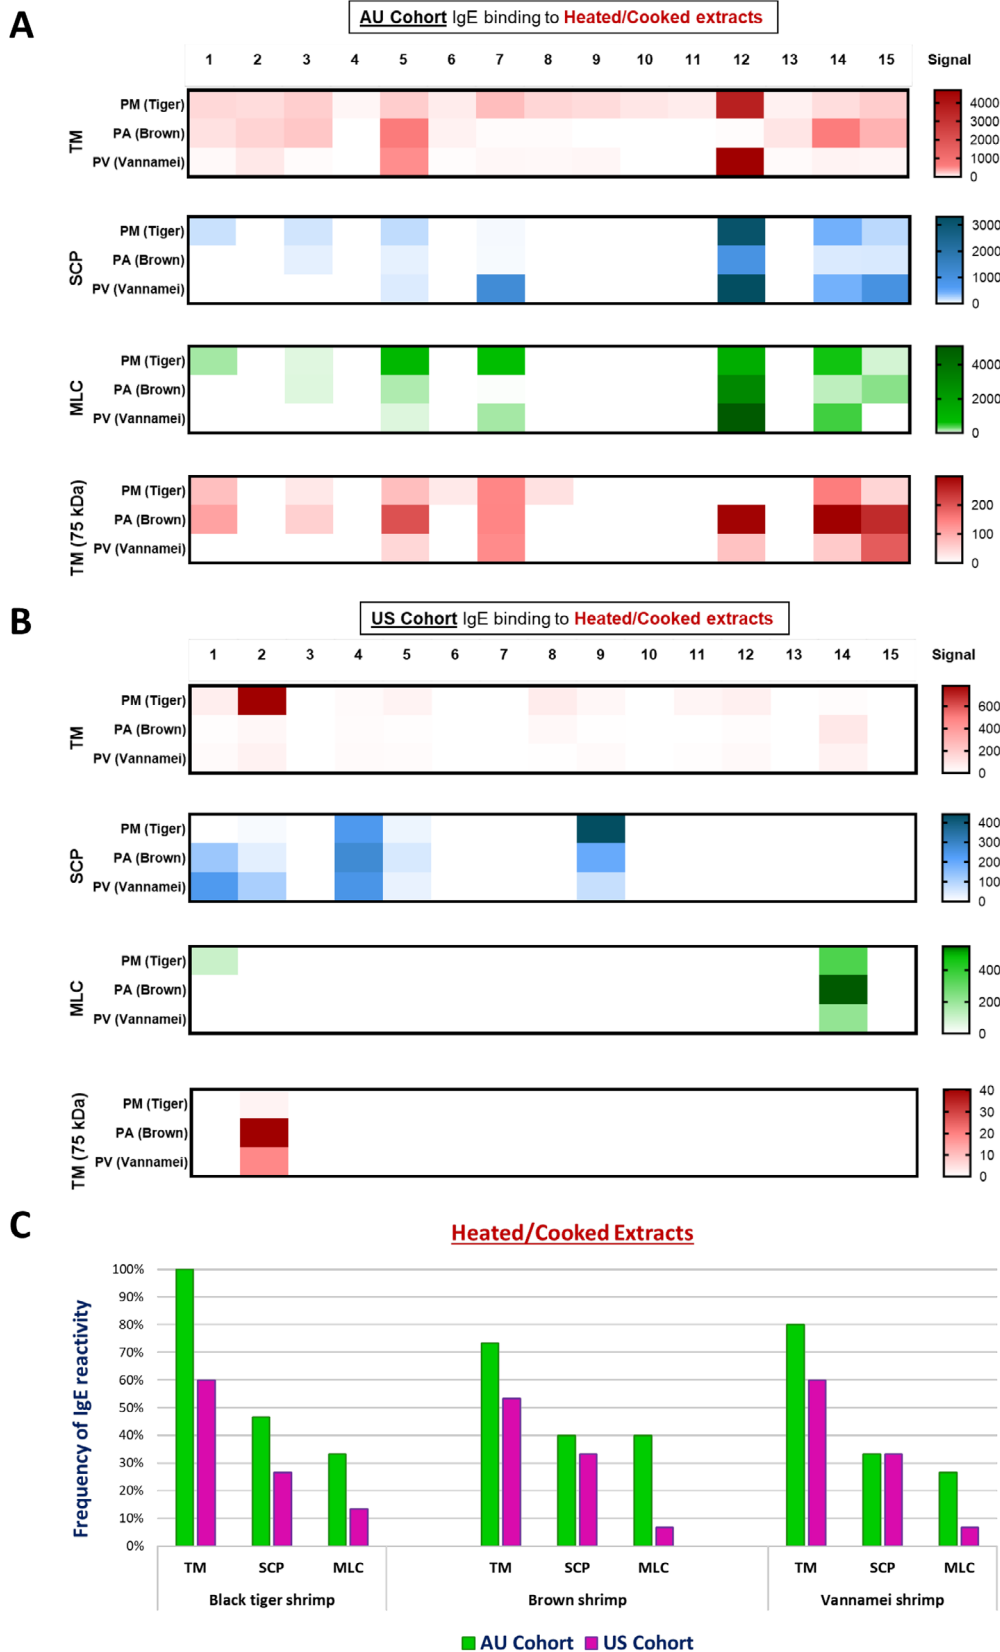 A
AU Cohort IgE binding to Heated/Cooked extracts
1 2 3 4 5 6 7 8 9 10 11 12 13 14 15 Signal
TM
PM (Tiger)
PA (Brown)
PV (Vannamei)
4000
3000
2000
1000
0
SCP
PM (Tiger)
PA (Brown)
PV (Vannamei)
3000
2000
1000
0
MLC
PM (Tiger)
PA (Brown)
PV (Vannamei)
4000
2000
0
TM (75 kDa)
PM (Tiger)
PA (Brown)
PV (Vannamei)
200
100
0
B
US Cohort IgE binding to Heated/Cooked extracts
1 2 3 4 5 6 7 8 9 10 11 12 13 14 15 Signal
TM
PM (Tiger)
PA (Brown)
PV (Vannamei)
600
400
200
0
SCP
PM (Tiger)
PA (Brown)
PV (Vannamei)
400
300
200
100
0
MLC
PM (Tiger)
PA (Brown)
PV (Vannamei)
400
200
0
TM (75 kDa)
PM (Tiger)
PA (Brown)
PV (Vannamei)
40
30
20
10
0
C
Heated/Cooked Extracts
Frequency of IgE reactivity
100%
90%
80%
70%
60%
50%
40%
30%
20%
10%
0%
TM SCP MLC TM SCP MLC TM SCP MLC
Black tiger shrimp Brown shrimp Vannamei shrimp
AU Cohort US Cohort